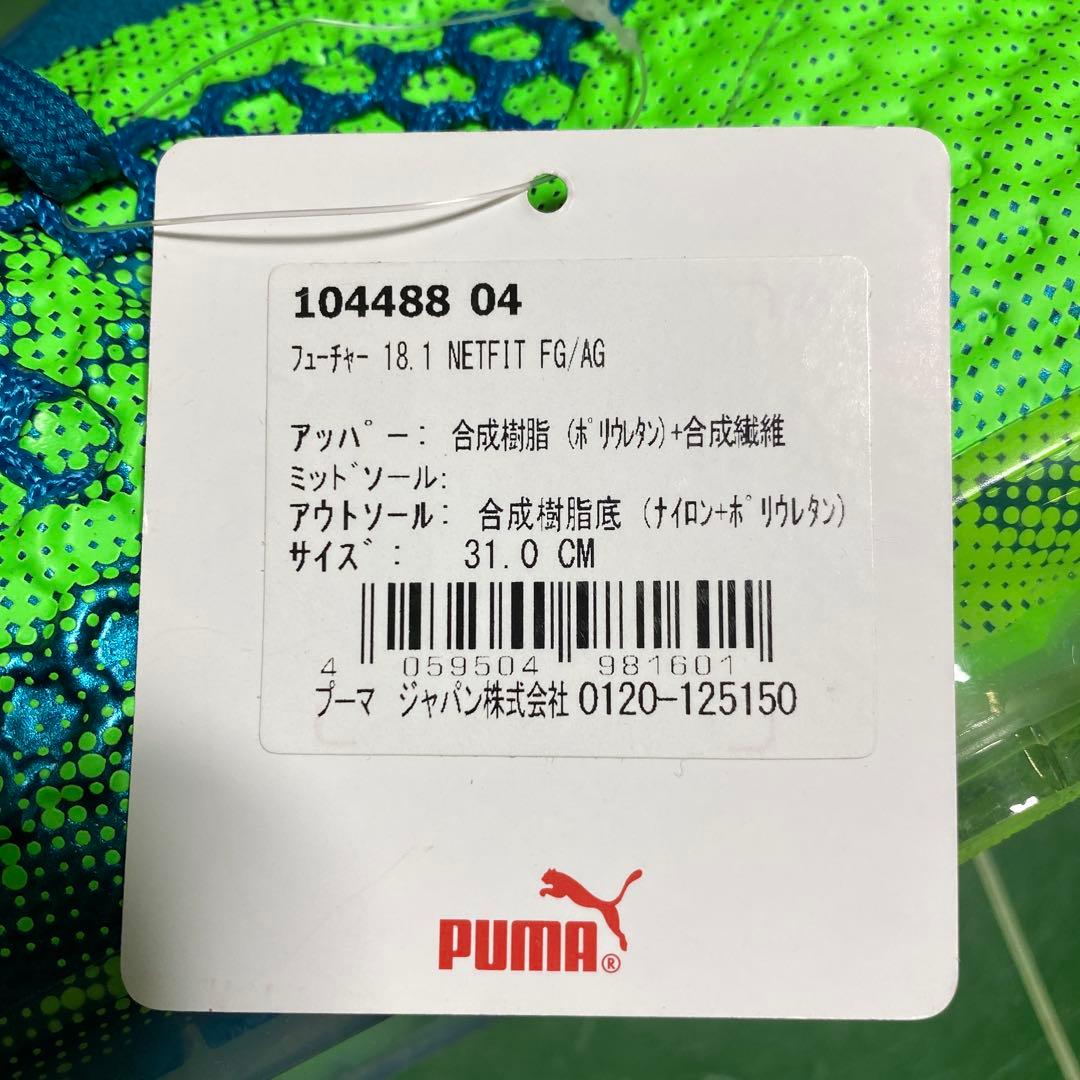 104488 04
フューチャー 18.1 NETFIT FG/AG
アッパー: 合成樹脂 (ポリウレタン)+合成繊維
ミッドソール:
アウトソール: 合成樹脂底 (ナイロン+ポリウレタン)
サイズ: 31.0 CM
4 059504 981601
プーマ ジャパン株式会社 0120-125150
PUMA®